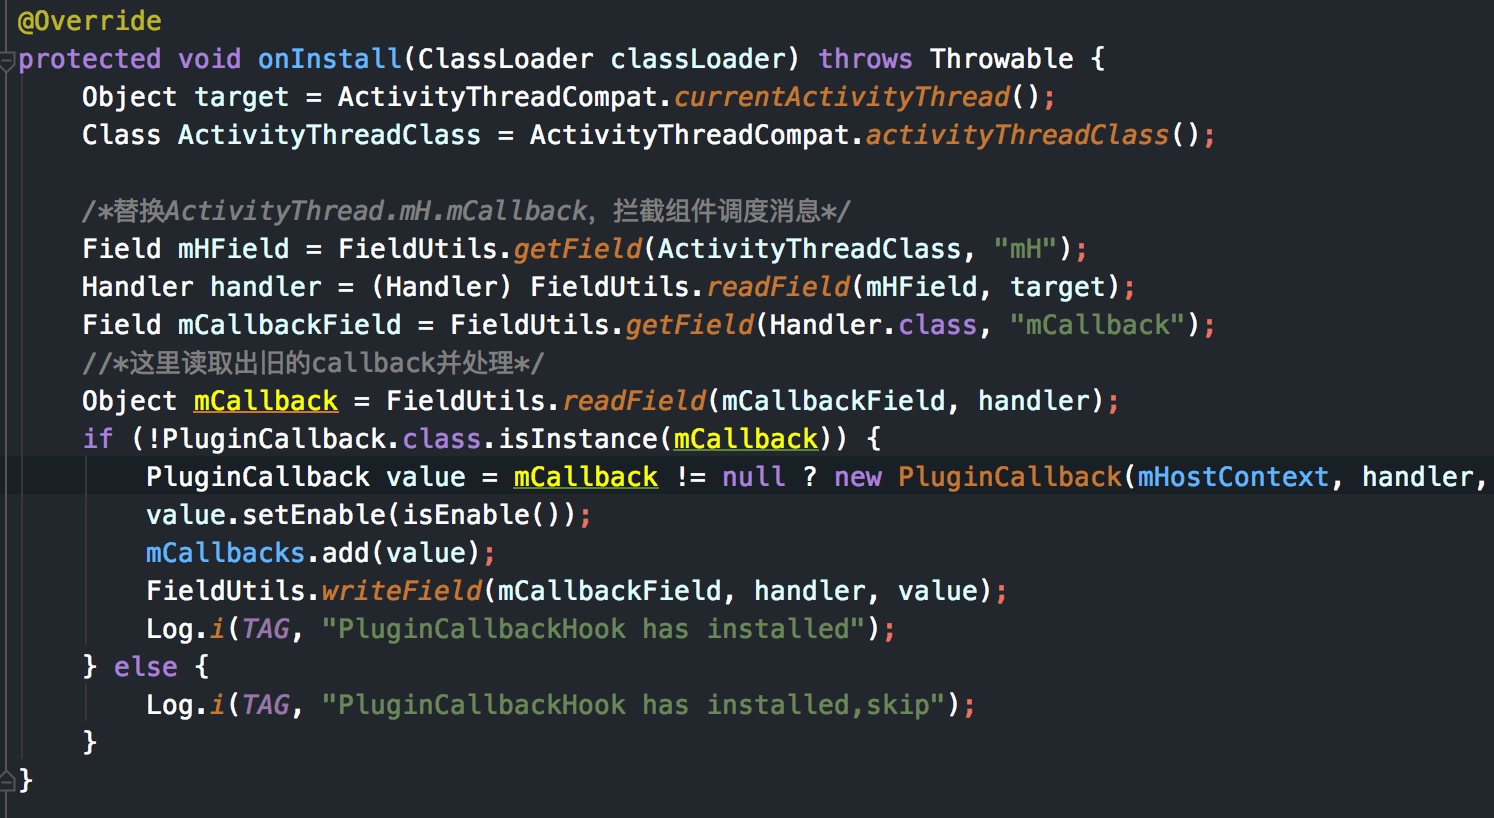 @Override
protected void onInstall(ClassLoader classLoader) throws Throwable {
    Object target = ActivityThreadCompat.currentActivityThread();
    Class ActivityThreadClass = ActivityThreadCompat.activityThreadClass();
    /*替换ActivityThread.mH.mCallback，拦截组件调度消息*/
    Field mHField = FieldUtils.getField(ActivityThreadClass, "mH");
    Handler handler = (Handler) FieldUtils.readField(mHField, target);
    Field mCallbackField = FieldUtils.getField(Handler.class, "mCallback");
    //*这里读取出旧的callback并处理*/
    Object mCallback = FieldUtils.readField(mCallbackField, handler);
    if (!PluginCallback.class.isInstance(mCallback)) {
        PluginCallback value = mCallback != null ? new PluginCallback(mHostContext, handler,
        value.setEnable(isEnable());
        mCallbacks.add(value);
        FieldUtils.writeField(mCallbackField, handler, value);
        Log.i(TAG, "PluginCallbackHook has installed");
    } else {
        Log.i(TAG, "PluginCallbackHook has installed,skip");
    }
}